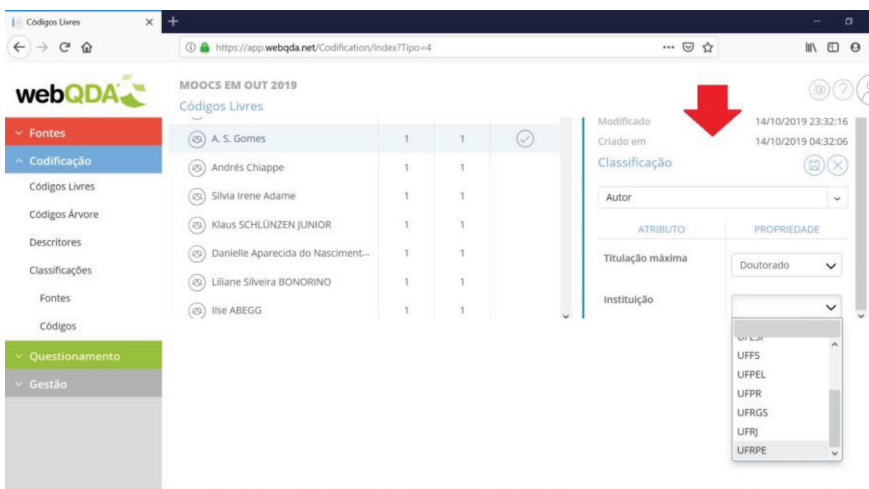 Códigos Livres
https://app.webqda.net/Codification/Index?Tipo=4
webQDA
MOOCS EM OUT 2019
Códigos Livres
Fontes
Codificação
Códigos Livres
Códigos Árvore
Descritores
Classificações
Fontes
Códigos
Questionamento
Gestão
A. S. Gomes 1 1
Andrés Chiappe 1 1
Silvia Irene Adame 1 1
Klaus SCHLÜNZEN JUNIOR 1 1
Danielle Aparecida do Nasciment... 1 1
Liliane Silveira BONORINO 1 1
Ilse ABEGG 1 1
Modificado 14/10/2019 23:32:16
Criado em 14/10/2019 04:32:06
Classificação
Autor
ATRIBUTO PROPRIEDADE
Titulação máxima Doutorado
Instituição
UFFS
UFPEL
UFPR
UFRGS
UFRJ
UFRPE